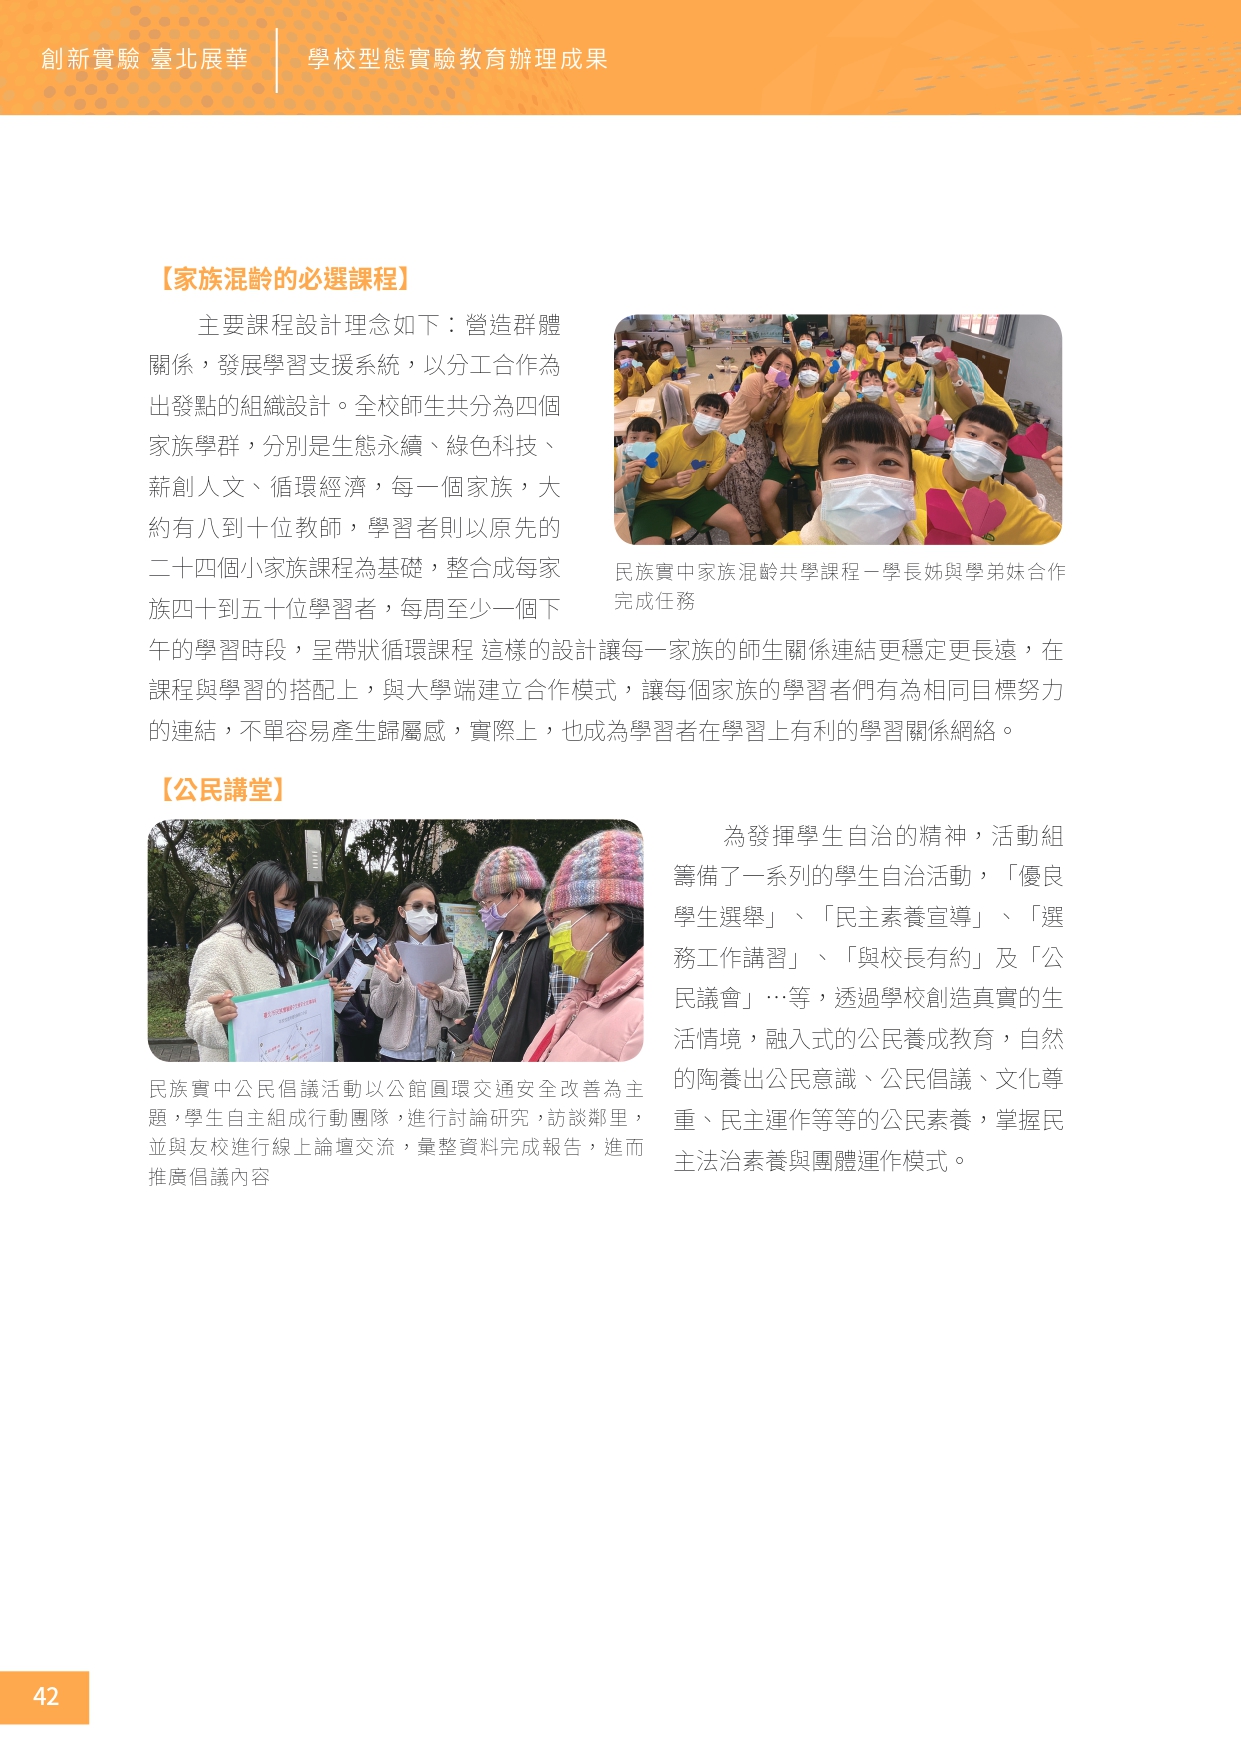 創新實驗 臺北展華
學校型態實驗教育辦理成果
【家族混齡的必選課程】
主要課程設計理念如下：營造群體
關係，發展學習支援系統，以分工合作為
出發點的組織設計。全校師生共分為四個
家族學群，分別是生態永續、綠色科技、
薪創人文、循環經濟，每一個家族，大
約有八到十位教師，學習者則以原先的
二十四個小家族課程為基礎，整合成每家
族四十到五十位學習者，每周至少一個下
午的學習時段，呈帶狀循環課程 這樣的設計讓每一家族的師生關係連結更穩定更長遠，在
課程與學習的搭配上，與大學端建立合作模式，讓每個家族的學習者們有為相同目標努力
的連結，不單容易產生歸屬感，實際上，也成為學習者在學習上有利的學習關係網絡。
民族實中家族混齡共學課程－學長姊與學弟妹合作
完成任務
【公民講堂】
民族實中公民倡議活動以公館圓環交通安全改善為主
題，學生自主組成行動團隊，進行討論研究，訪談鄰里，
並與友校進行線上論壇交流，彙整資料完成報告，進而
推廣倡議內容
為發揮學生自治的精神，活動組
籌備了一系列的學生自治活動，「優良
學生選舉」、「民主素養宣導」、「選
務工作講習」、「與校長有約」及「公
民議會」…等，透過學校創造真實的生
活情境，融入式的公民養成教育，自然
的陶養出公民意識、公民倡議、文化尊
重、民主運作等等的公民素養，掌握民
主法治素養與團體運作模式。
42